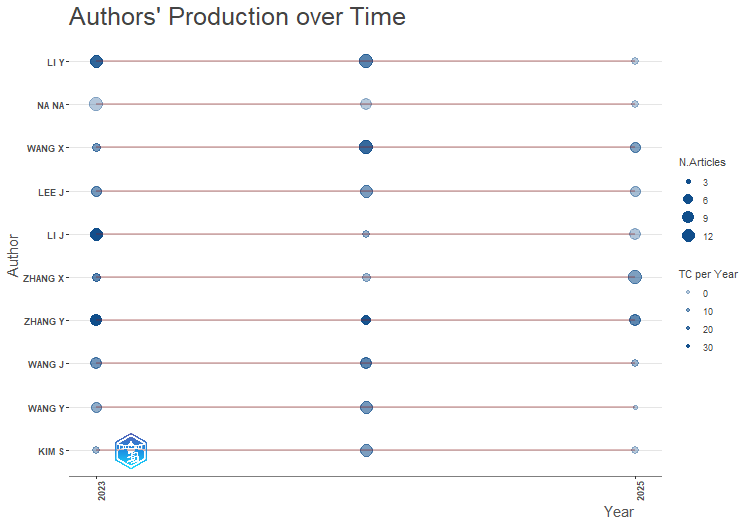 Authors' Production over Time
LI Y
NA NA
WANG X
LEE J
LI J
ZHANG X
ZHANG Y
WANG J
WANG Y
KIM S
Author
2023
2025
Year
N.Articles
3
6
9
12
TC per Year
0
10
20
30